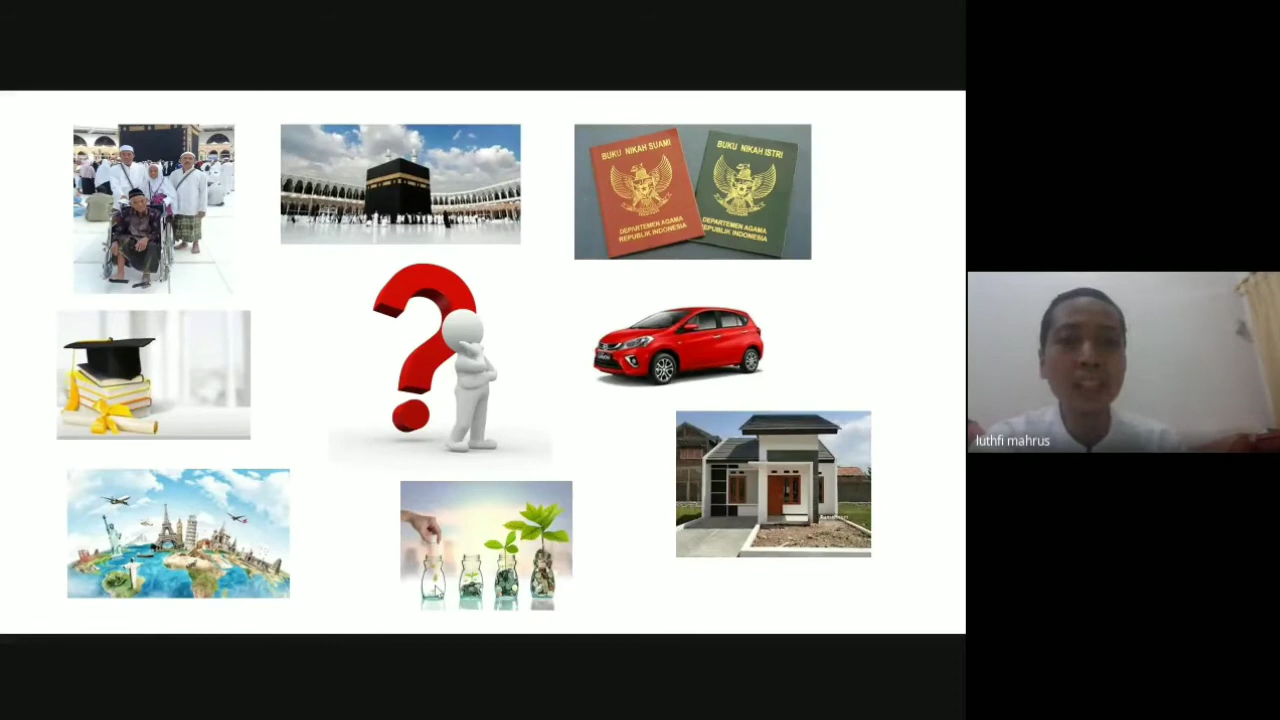 BUKU NIKAH SUAMI
DEPARTEMEN AGAMA
REPUBLIK INDONESIA
BUKU NIKAH ISTRI
DEPARTEMEN AGAMA
REPUBLIK INDONESIA
luthfi mahrus